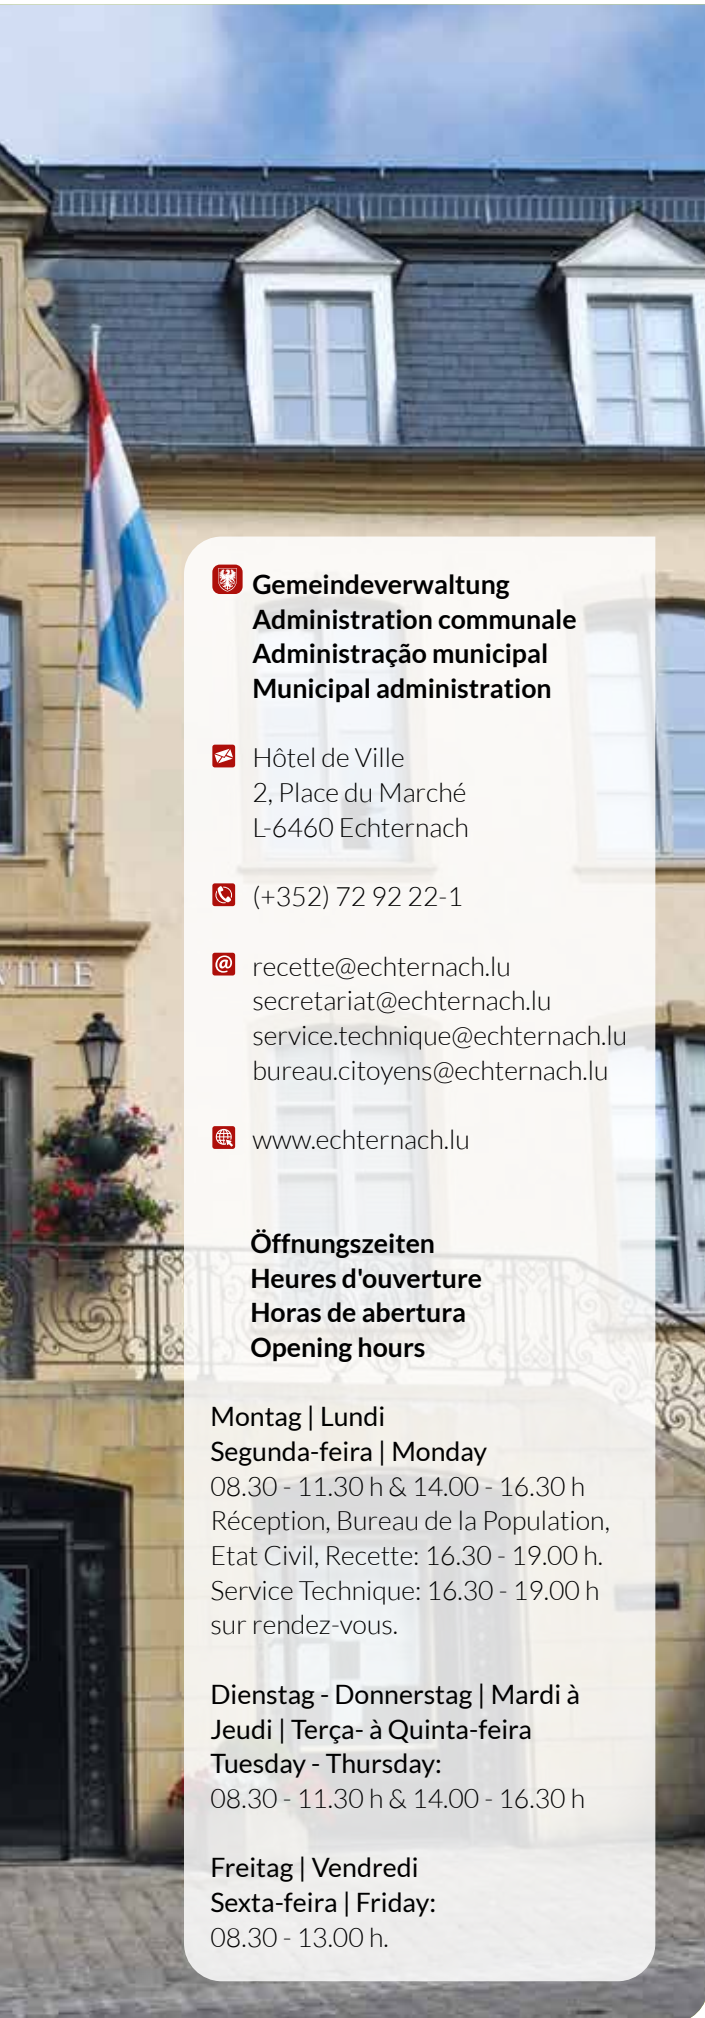 VILLE
Gemeindeverwaltung
Administration communale
Administração municipal
Municipal administration
Hôtel de Ville
2, Place du Marché
L-6460 Echternach
(+352) 72 92 22-1
recette@echternach.lu
secretariat@echternach.lu
service.technique@echternach.lu
bureau.citoyens@echternach.lu
www.echternach.lu
Öffnungszeiten
Heures d'ouverture
Horas de abertura
Opening hours
Montag | Lundi
Segunda-feira | Monday
08.30 - 11.30 h & 14.00 - 16.30 h
Réception, Bureau de la Population,
Etat Civil, Recette: 16.30 - 19.00 h.
Service Technique: 16.30 - 19.00 h
sur rendez-vous.
Dienstag - Donnerstag | Mardi à
Jeudi | Terça- à Quinta-feira
Tuesday - Thursday:
08.30 - 11.30 h & 14.00 - 16.30 h
Freitag | Vendredi
Sexta-feira | Friday:
08.30 - 13.00 h.